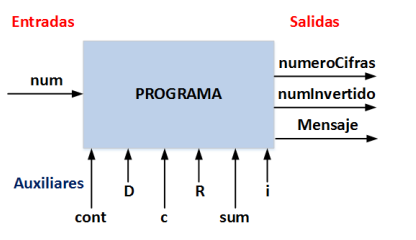 Entradas Salidas
numeroCifras
num
PROGRAMA
numInvertido
Mensaje
Auxiliares D R i
cont c sum